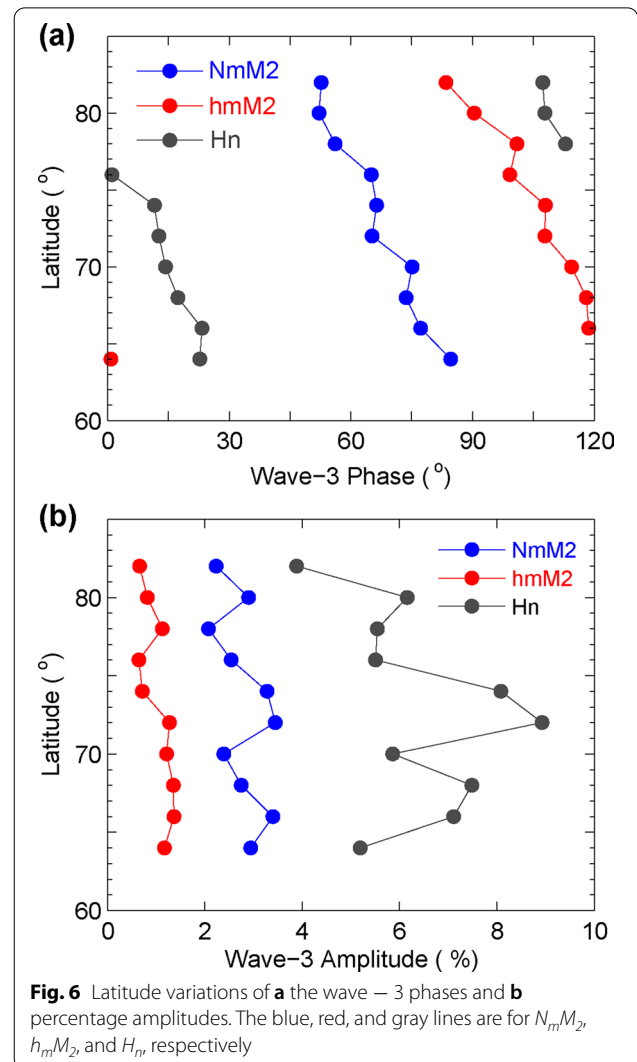 (a)
NmM2
hmM2
Hn
80
70
60
Latitude ( °)
0 30 60 90 120
Wave−3 Phase ( °)
(b)
NmM2
hmM2
Hn
80
70
60
Latitude ( °)
0 2 4 6 8 10
Wave−3 Amplitude ( %)
Fig. 6 Latitude variations of a the wave − 3 phases and b
percentage amplitudes. The blue, red, and gray lines are for NmM2,
hmM2, and Hn, respectively